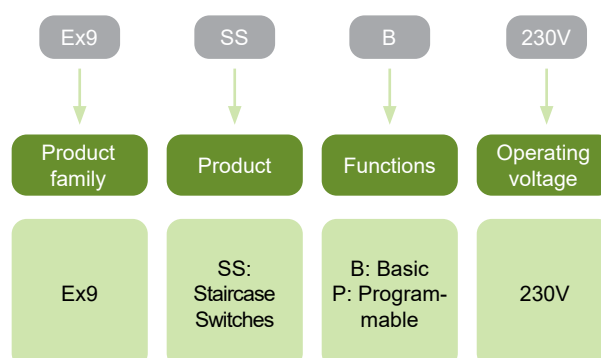 Ex9
SS
B
230V
Product
family
Product
Functions
Operating
voltage
Ex9
SS:
Staircase
Switches
B: Basic
P: Program-
mable
230V